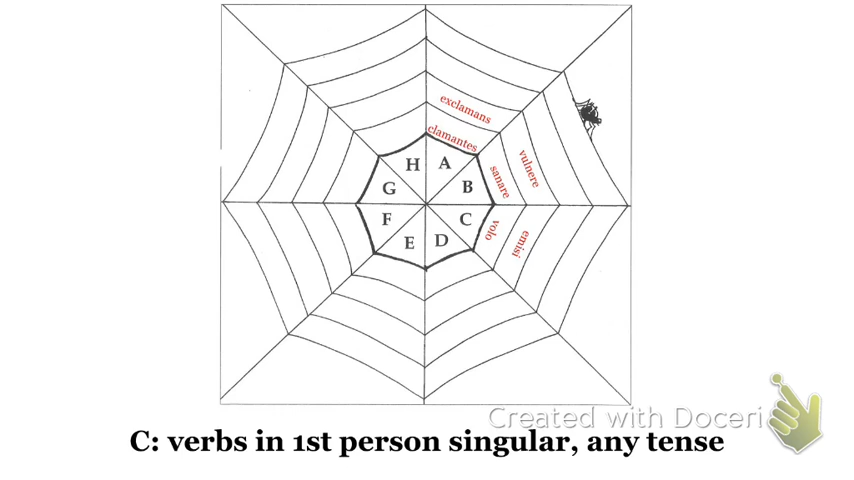 exclamans
clamantes
vulnere
sanare
volo
emisi
H
A
G
B
F
C
E
D
Created with Doceri
C: verbs in 1st person singular, any tense